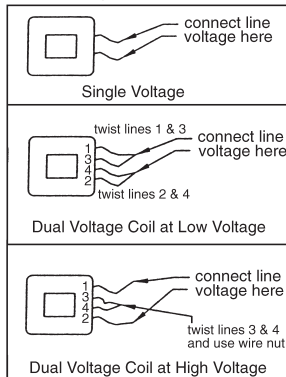 connect line
voltage here
Single Voltage
twist lines 1 & 3
connect line
voltage here
1
3
4
2
twist lines 2 & 4
Dual Voltage Coil at Low Voltage
connect line
voltage here
1
3
4
2
twist lines 3 & 4
and use wire nut
Dual Voltage Coil at High Voltage